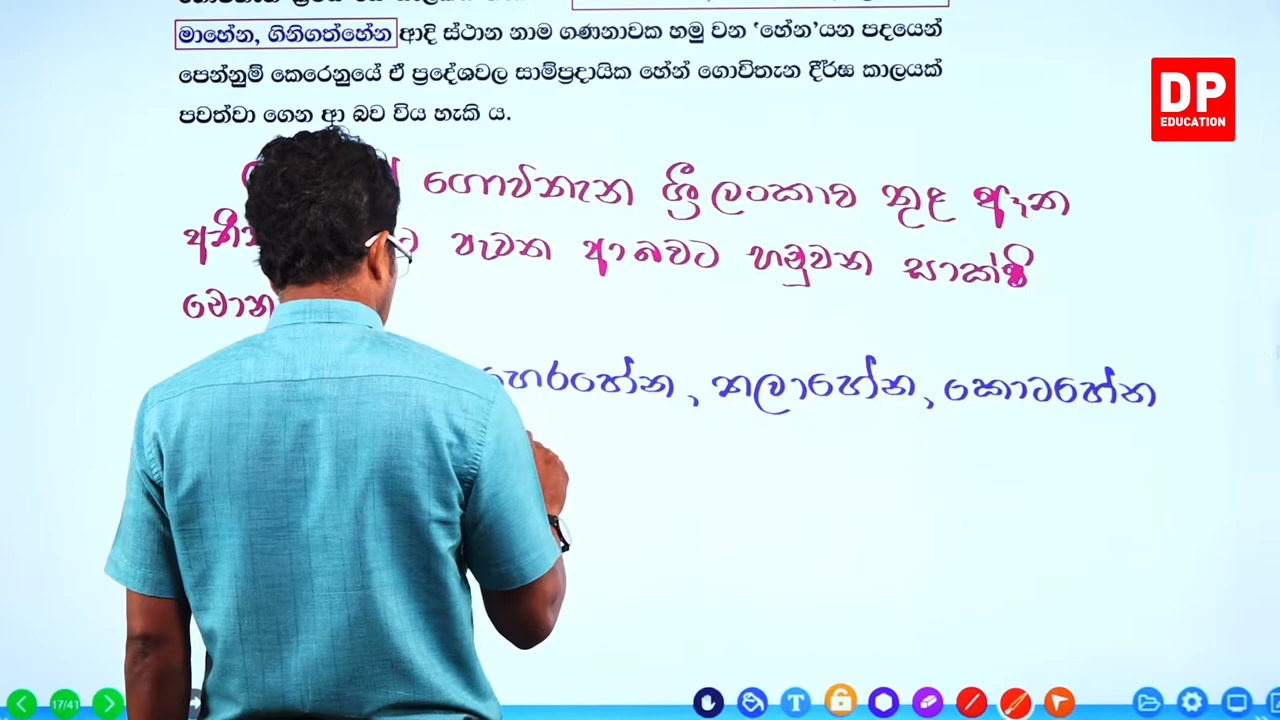 මාහේන, ගිනිගත්හේන ආදි ස්ථාන නාම ගණනාවක හමු වන ‘හේන’යන පදයෙන්
පෙන්නුම් කෙරෙනුයේ ඒ ප්‍රදේශවල සාම්ප්‍රදායික හේන් ගොවිතැන දීර්ඝ කාලයක්
පවත්වා ගෙන ආ බව විය හැකි ය.
DP
EDUCATION
ගොවිතැන ශ්‍රී ලංකාව තුළ ඈත
පැවත ආ බවට හමුවන සාක්ෂි
හේන, තලාහේන, කොටහේන
17/41